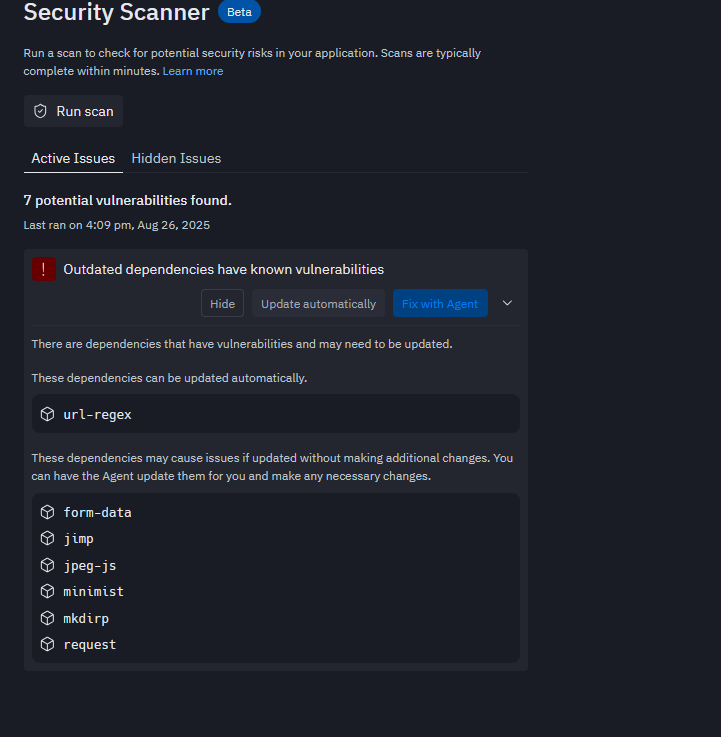 Security Scanner Beta
Run a scan to check for potential security risks in your application. Scans are typically
complete within minutes. Learn more
Run scan
Active Issues Hidden Issues
7 potential vulnerabilities found.
Last ran on 4:09 pm, Aug 26, 2025
! Outdated dependencies have known vulnerabilities
Hide Update automatically Fix with Agent
There are dependencies that have vulnerabilities and may need to be updated.
These dependencies can be updated automatically.
url-regex
These dependencies may cause issues if updated without making additional changes. You
can have the Agent update them for you and make any necessary changes.
form-data
jimp
jpeg-js
minimist
mkdirp
request